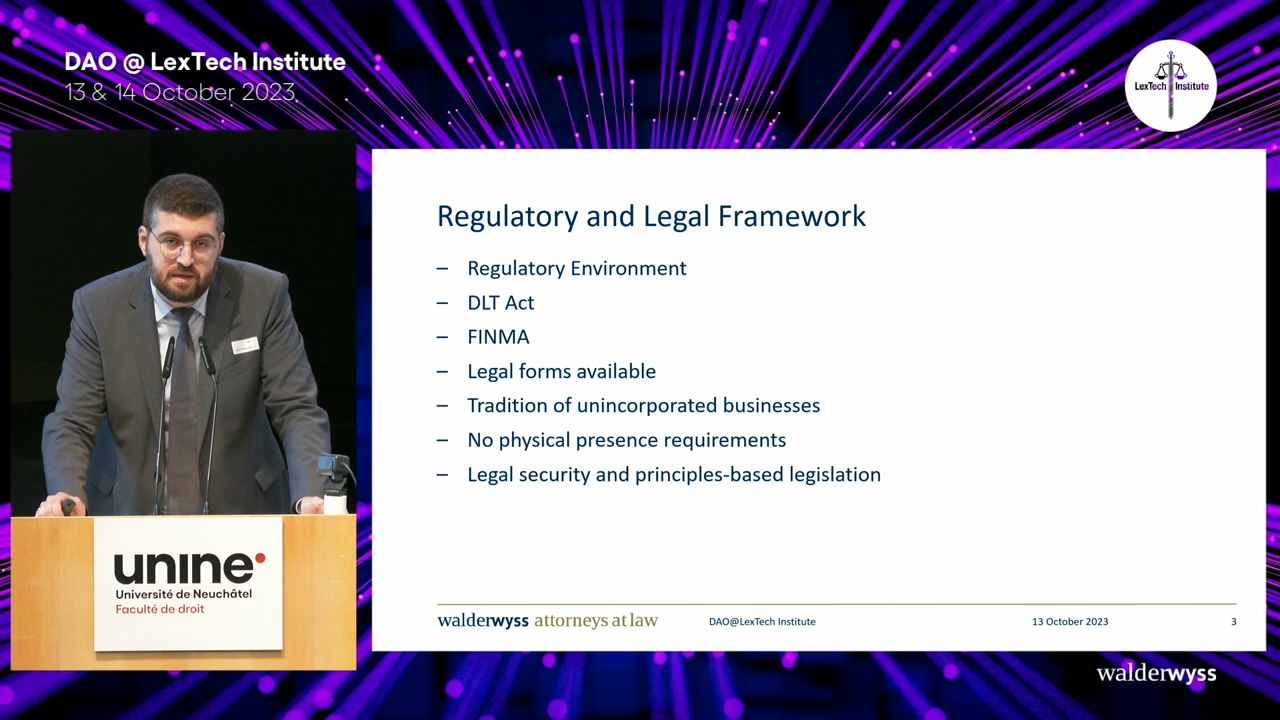 DAO @ LexTech Institute
13 & 14 October 2023
LexTech Institute
Regulatory and Legal Framework
– Regulatory Environment
– DLT Act
– FINMA
– Legal forms available
– Tradition of unincorporated businesses
– No physical presence requirements
– Legal security and principles-based legislation
walderwyss attorneys at law
DAO@LexTech Institute
13 October 2023
3
unine
Université de Neuchâtel
Faculté de droit
walderwyss